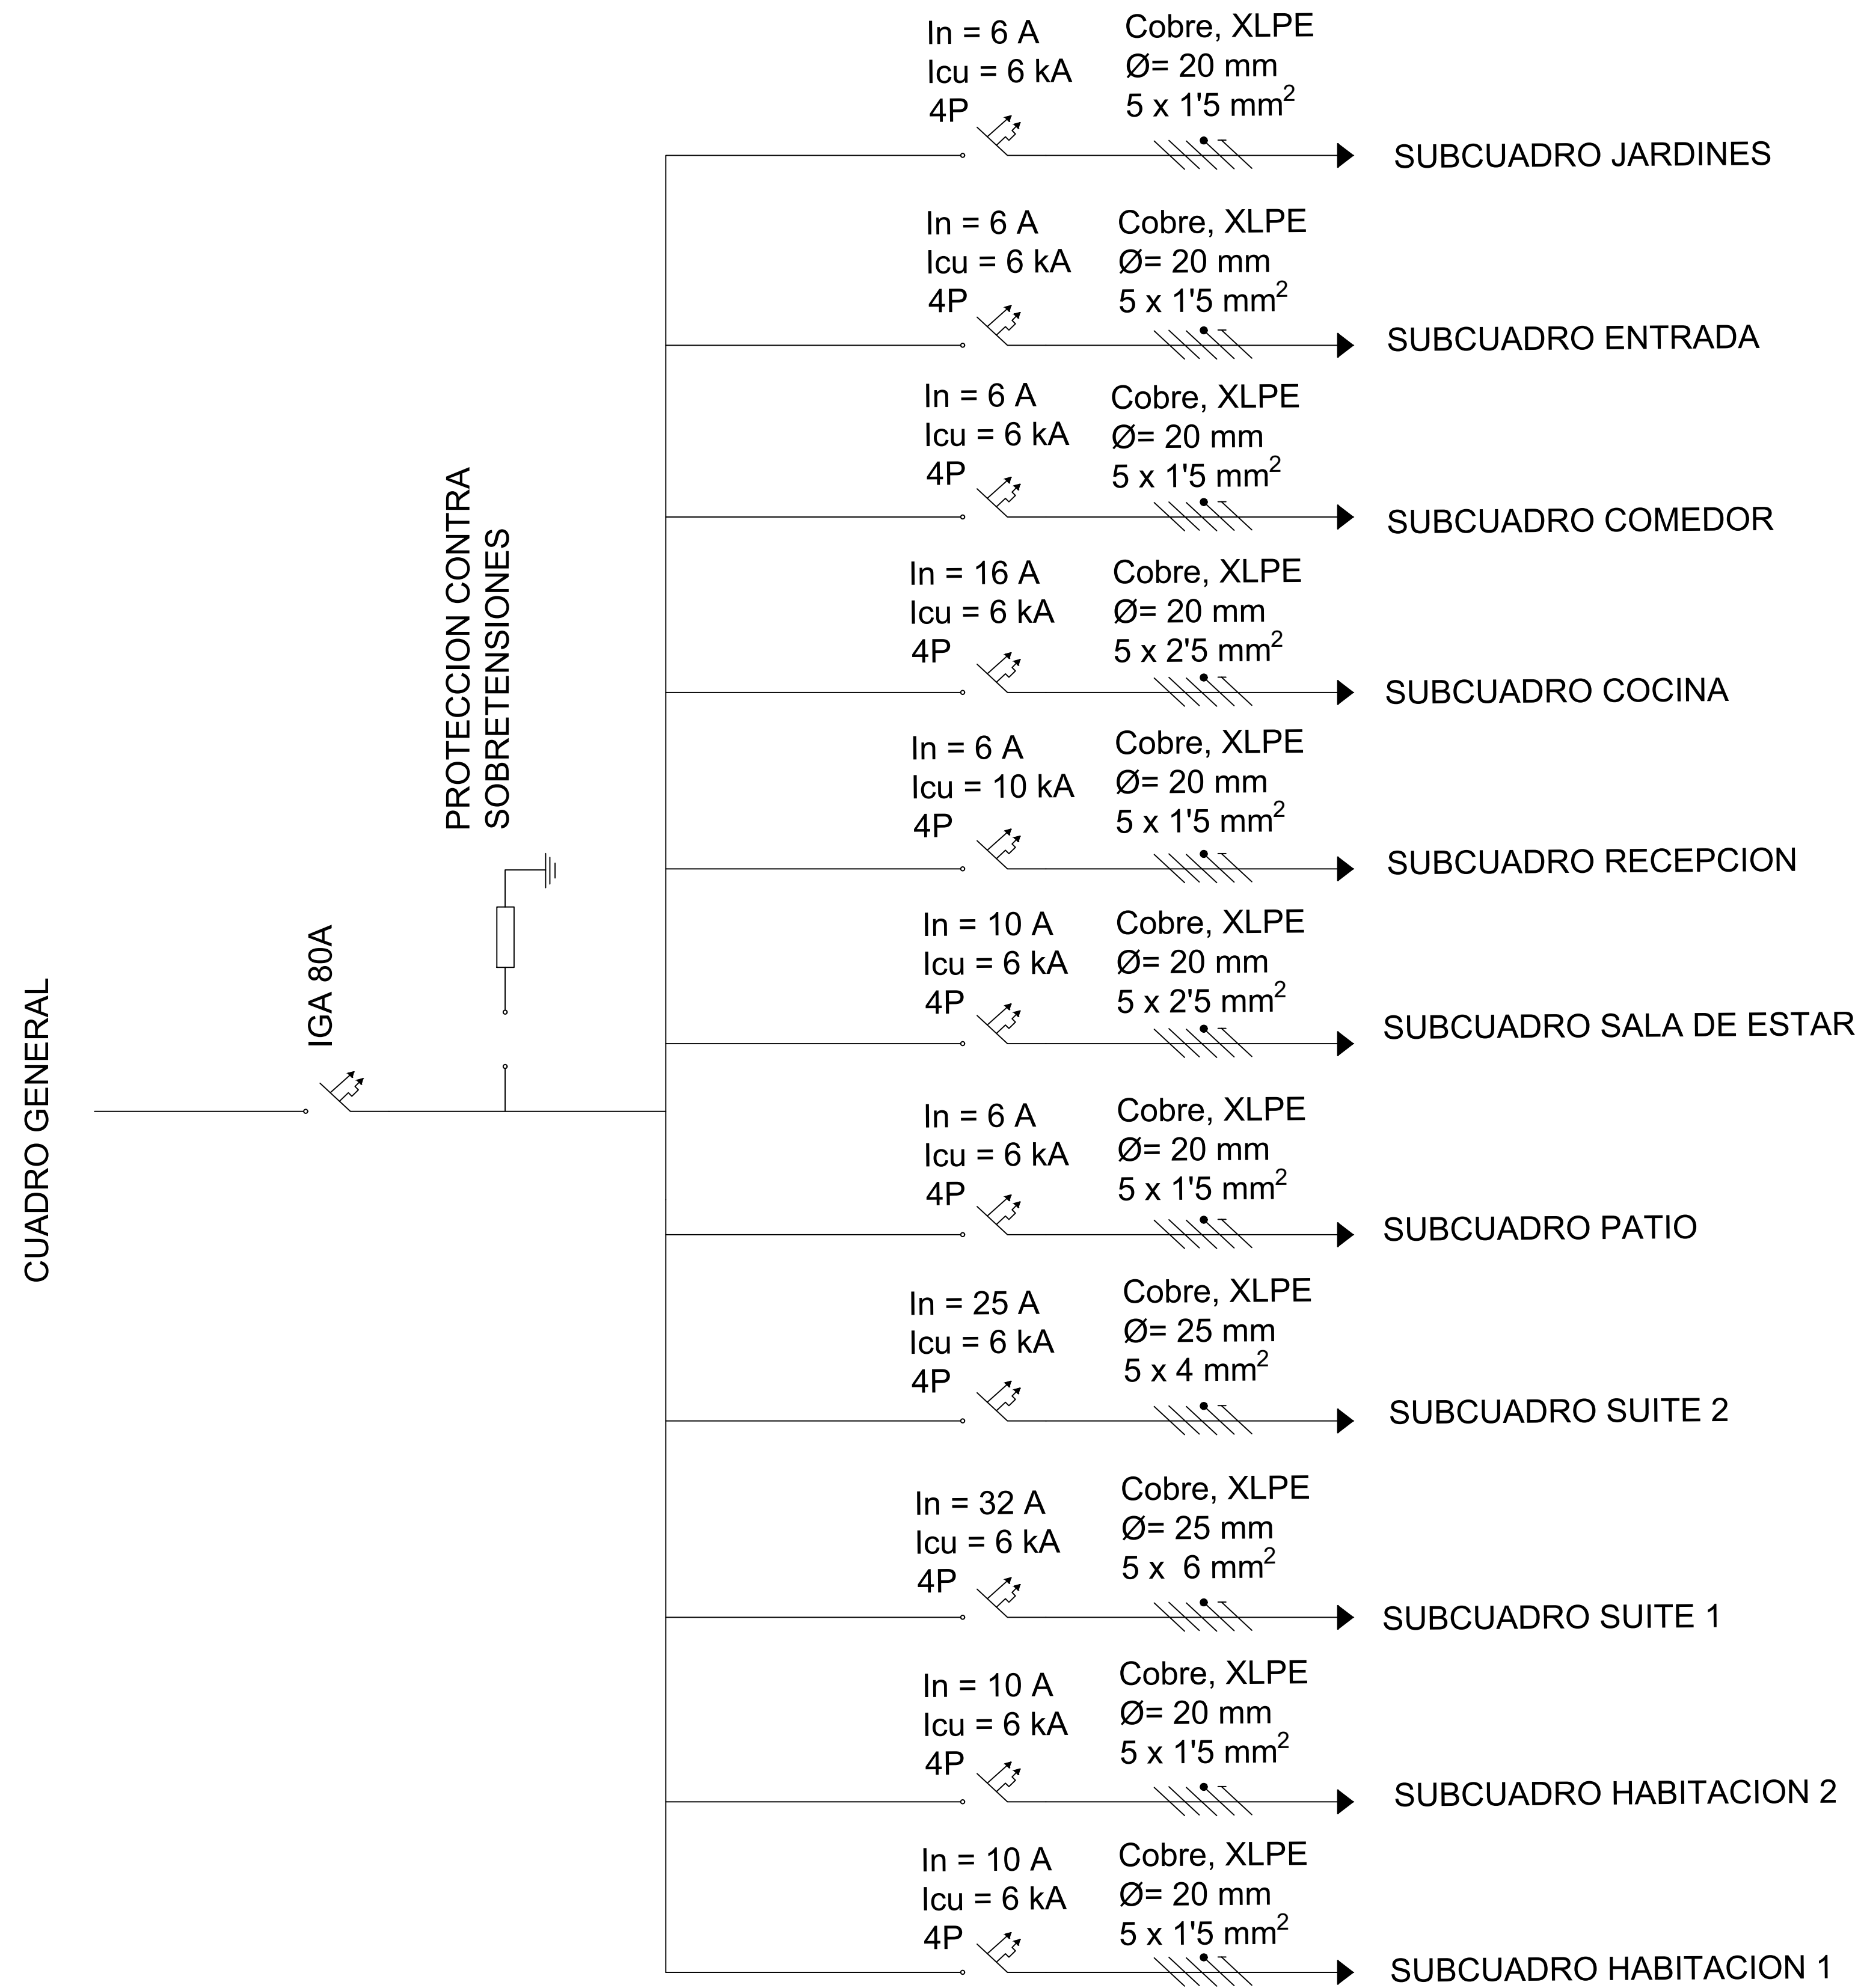 CUADRO GENERAL
IGA 80A
PROTECCION CONTRA
SOBRETENSIONES
In = 6 A
Icu = 6 kA
4P
Cobre, XLPE
Ø= 20 mm
5 x 1'5 mm²
SUBCUADRO JARDINES
In = 6 A
Icu = 6 kA
4P
Cobre, XLPE
Ø= 20 mm
5 x 1'5 mm²
SUBCUADRO ENTRADA
In = 6 A
Icu = 6 kA
4P
Cobre, XLPE
Ø= 20 mm
5 x 1'5 mm²
SUBCUADRO COMEDOR
In = 16 A
Icu = 6 kA
4P
Cobre, XLPE
Ø= 20 mm
5 x 2'5 mm²
SUBCUADRO COCINA
In = 6 A
Icu = 10 kA
4P
Cobre, XLPE
Ø= 20 mm
5 x 1'5 mm²
SUBCUADRO RECEPCION
In = 10 A
Icu = 6 kA
4P
Cobre, XLPE
Ø= 20 mm
5 x 2'5 mm²
SUBCUADRO SALA DE ESTAR
In = 6 A
Icu = 6 kA
4P
Cobre, XLPE
Ø= 20 mm
5 x 1'5 mm²
SUBCUADRO PATIO
In = 25 A
Icu = 6 kA
4P
Cobre, XLPE
Ø= 25 mm
5 x 4 mm²
SUBCUADRO SUITE 2
In = 32 A
Icu = 6 kA
4P
Cobre, XLPE
Ø= 25 mm
5 x 6 mm²
SUBCUADRO SUITE 1
In = 10 A
Icu = 6 kA
4P
Cobre, XLPE
Ø= 20 mm
5 x 1'5 mm²
SUBCUADRO HABITACION 2
In = 10 A
Icu = 6 kA
4P
Cobre, XLPE
Ø= 20 mm
5 x 1'5 mm²
SUBCUADRO HABITACION 1